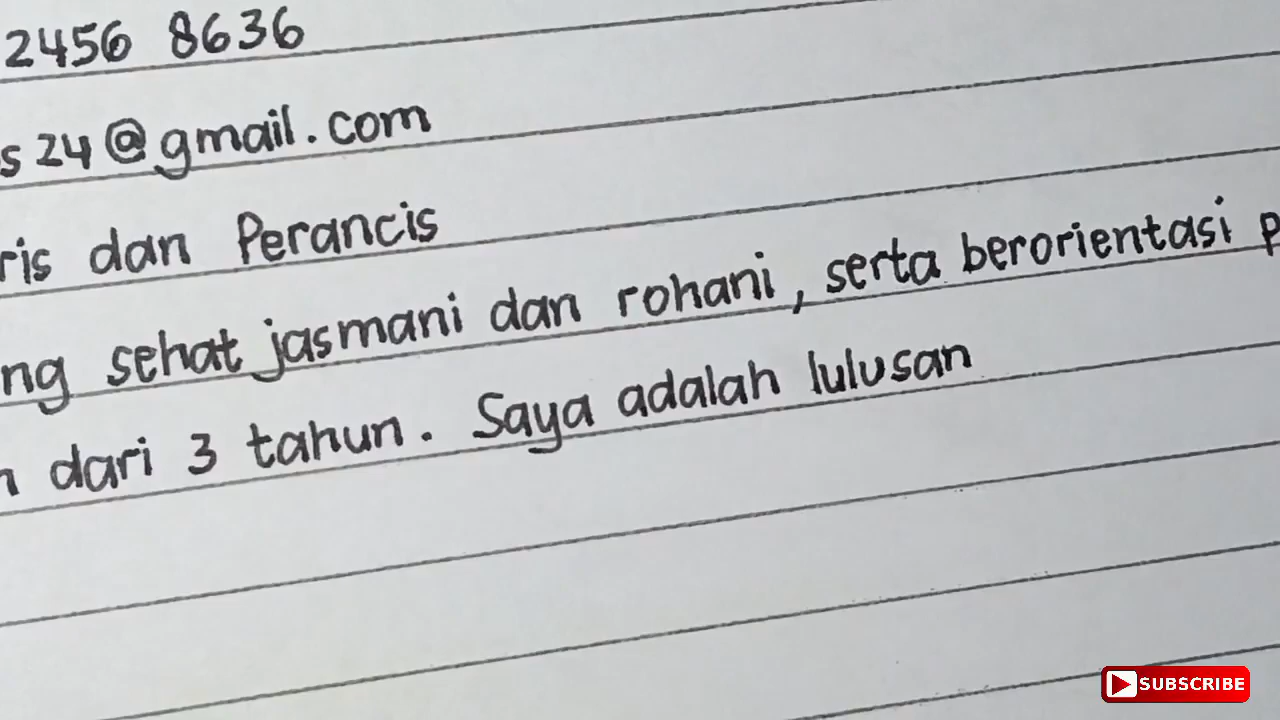 2456 8636
s24@gmail.com
ris dan Perancis
ng sehat jasmani dan rohani, serta berorientasi p
n dari 3 tahun. Saya adalah lulusan
SUBSCRIBE